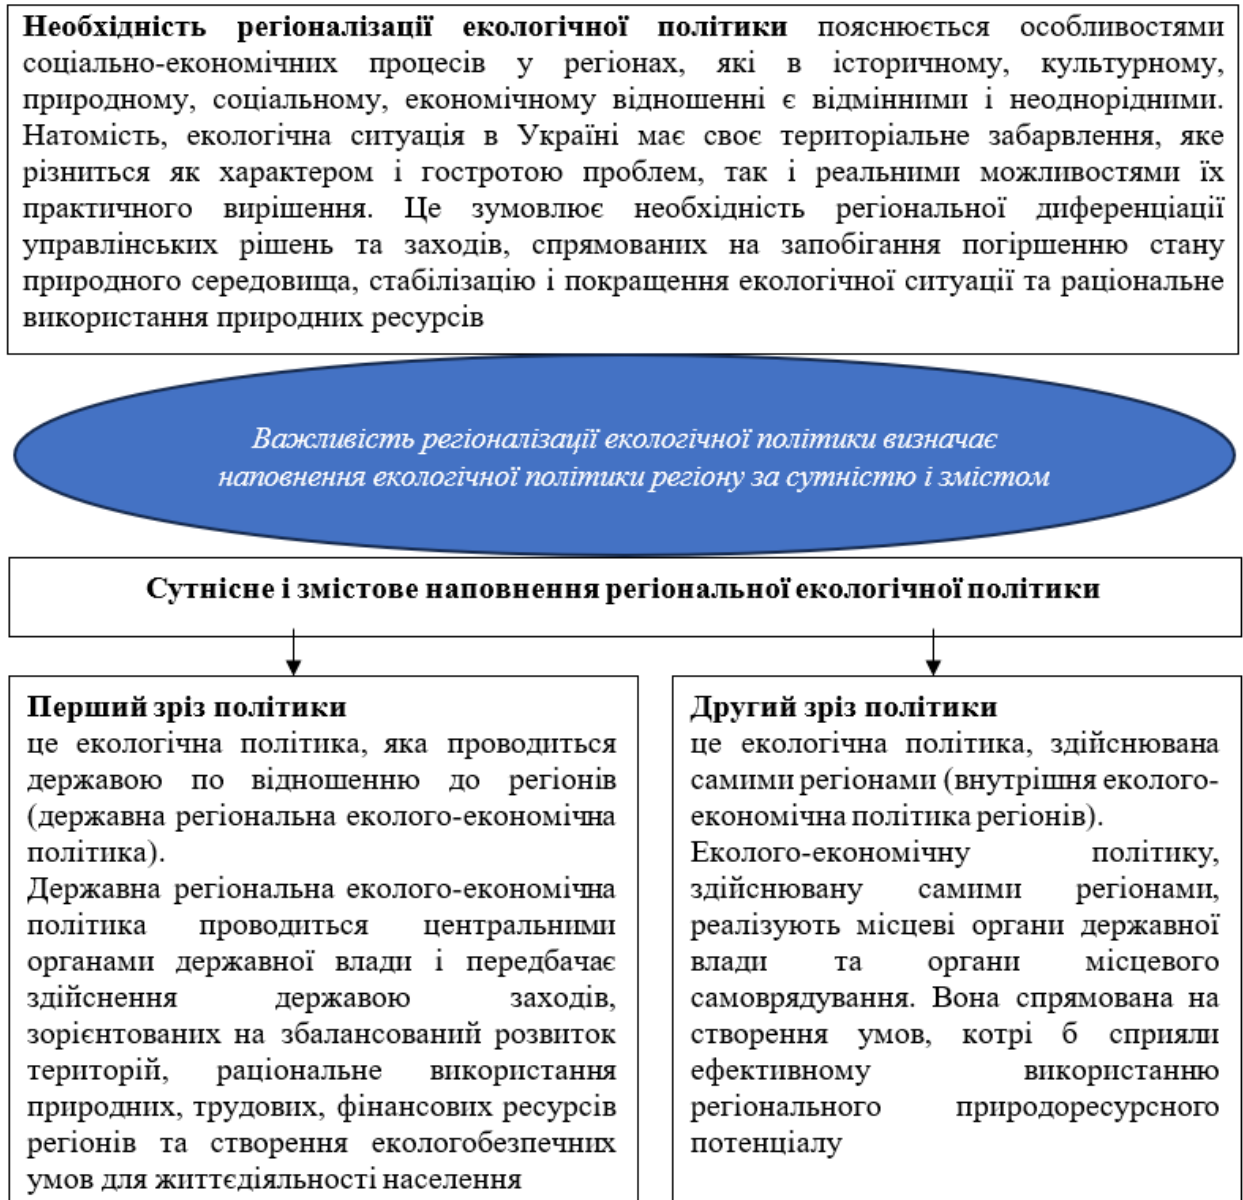 Необхідність регіоналізації екологічної політики пояснюється особливостями
соціально-економічних процесів у регіонах, які в історичному, культурному,
природному, соціальному, економічному відношенні є відмінними і неоднорідними.
Натомість, екологічна ситуація в Україні має своє територіальне забарвлення, яке
різниться як характером і гостротою проблем, так і реальними можливостями їх
практичного вирішення. Це зумовлює необхідність регіональної диференціації
управлінських рішень та заходів, спрямованих на запобігання погіршенню стану
природного середовища, стабілізацію і покращення екологічної ситуації та раціональне
використання природних ресурсів
Важливість регіоналізації екологічної політики визначає
наповнення екологічної політики регіону за сутністю і змістом
Сутнісне і змістове наповнення регіональної екологічної політики
Перший зріз політики
це екологічна політика, яка проводиться
державою по відношенню до регіонів
(державна регіональна еколого-економічна
політика).
Державна регіональна еколого-економічна
політика проводиться центральними
органами державної влади і передбачає
здійснення державою заходів,
зорієнтованих на збалансований розвиток
територій, раціональне використання
природних, трудових, фінансових ресурсів
регіонів та створення екологобезпечних
умов для життєдіяльності населення
Другий зріз політики
це екологічна політика, здійснювана
самими регіонами (внутрішня еколого-
економічна політика регіонів).
Еколого-економічну політику,
здійснювану самими регіонами,
реалізують місцеві органи державної
влади та органи місцевого
самоврядування. Вона спрямована на
створення умов, котрі б сприяли
ефективному використанню
регіонального природоресурсного
потенціалу